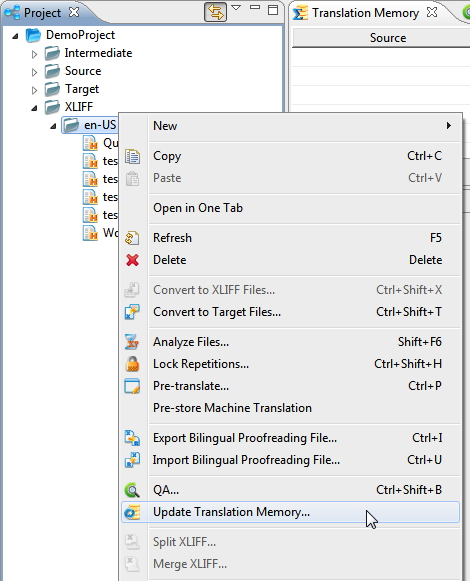 Project
Translation Memory
DemoProject
Source
Intermediate
Source
Target
XLIFF
en-US
New
Qu
Copy Ctrl+C
tes
Paste Ctrl+V
tes
tes
Open in One Tab
tes
Wo
Refresh F5
Delete Delete
Convert to XLIFF Files... Ctrl+Shift+X
Convert to Target Files... Ctrl+Shift+T
Analyze Files... Shift+F6
Lock Repetitions... Ctrl+Shift+H
Pre-translate... Ctrl+P
Pre-store Machine Translation
Export Bilingual Proofreading File... Ctrl+I
Import Bilingual Proofreading File... Ctrl+U
QA... Ctrl+Shift+B
Update Translation Memory...
Split XLIFF...
Merge XLIFF...